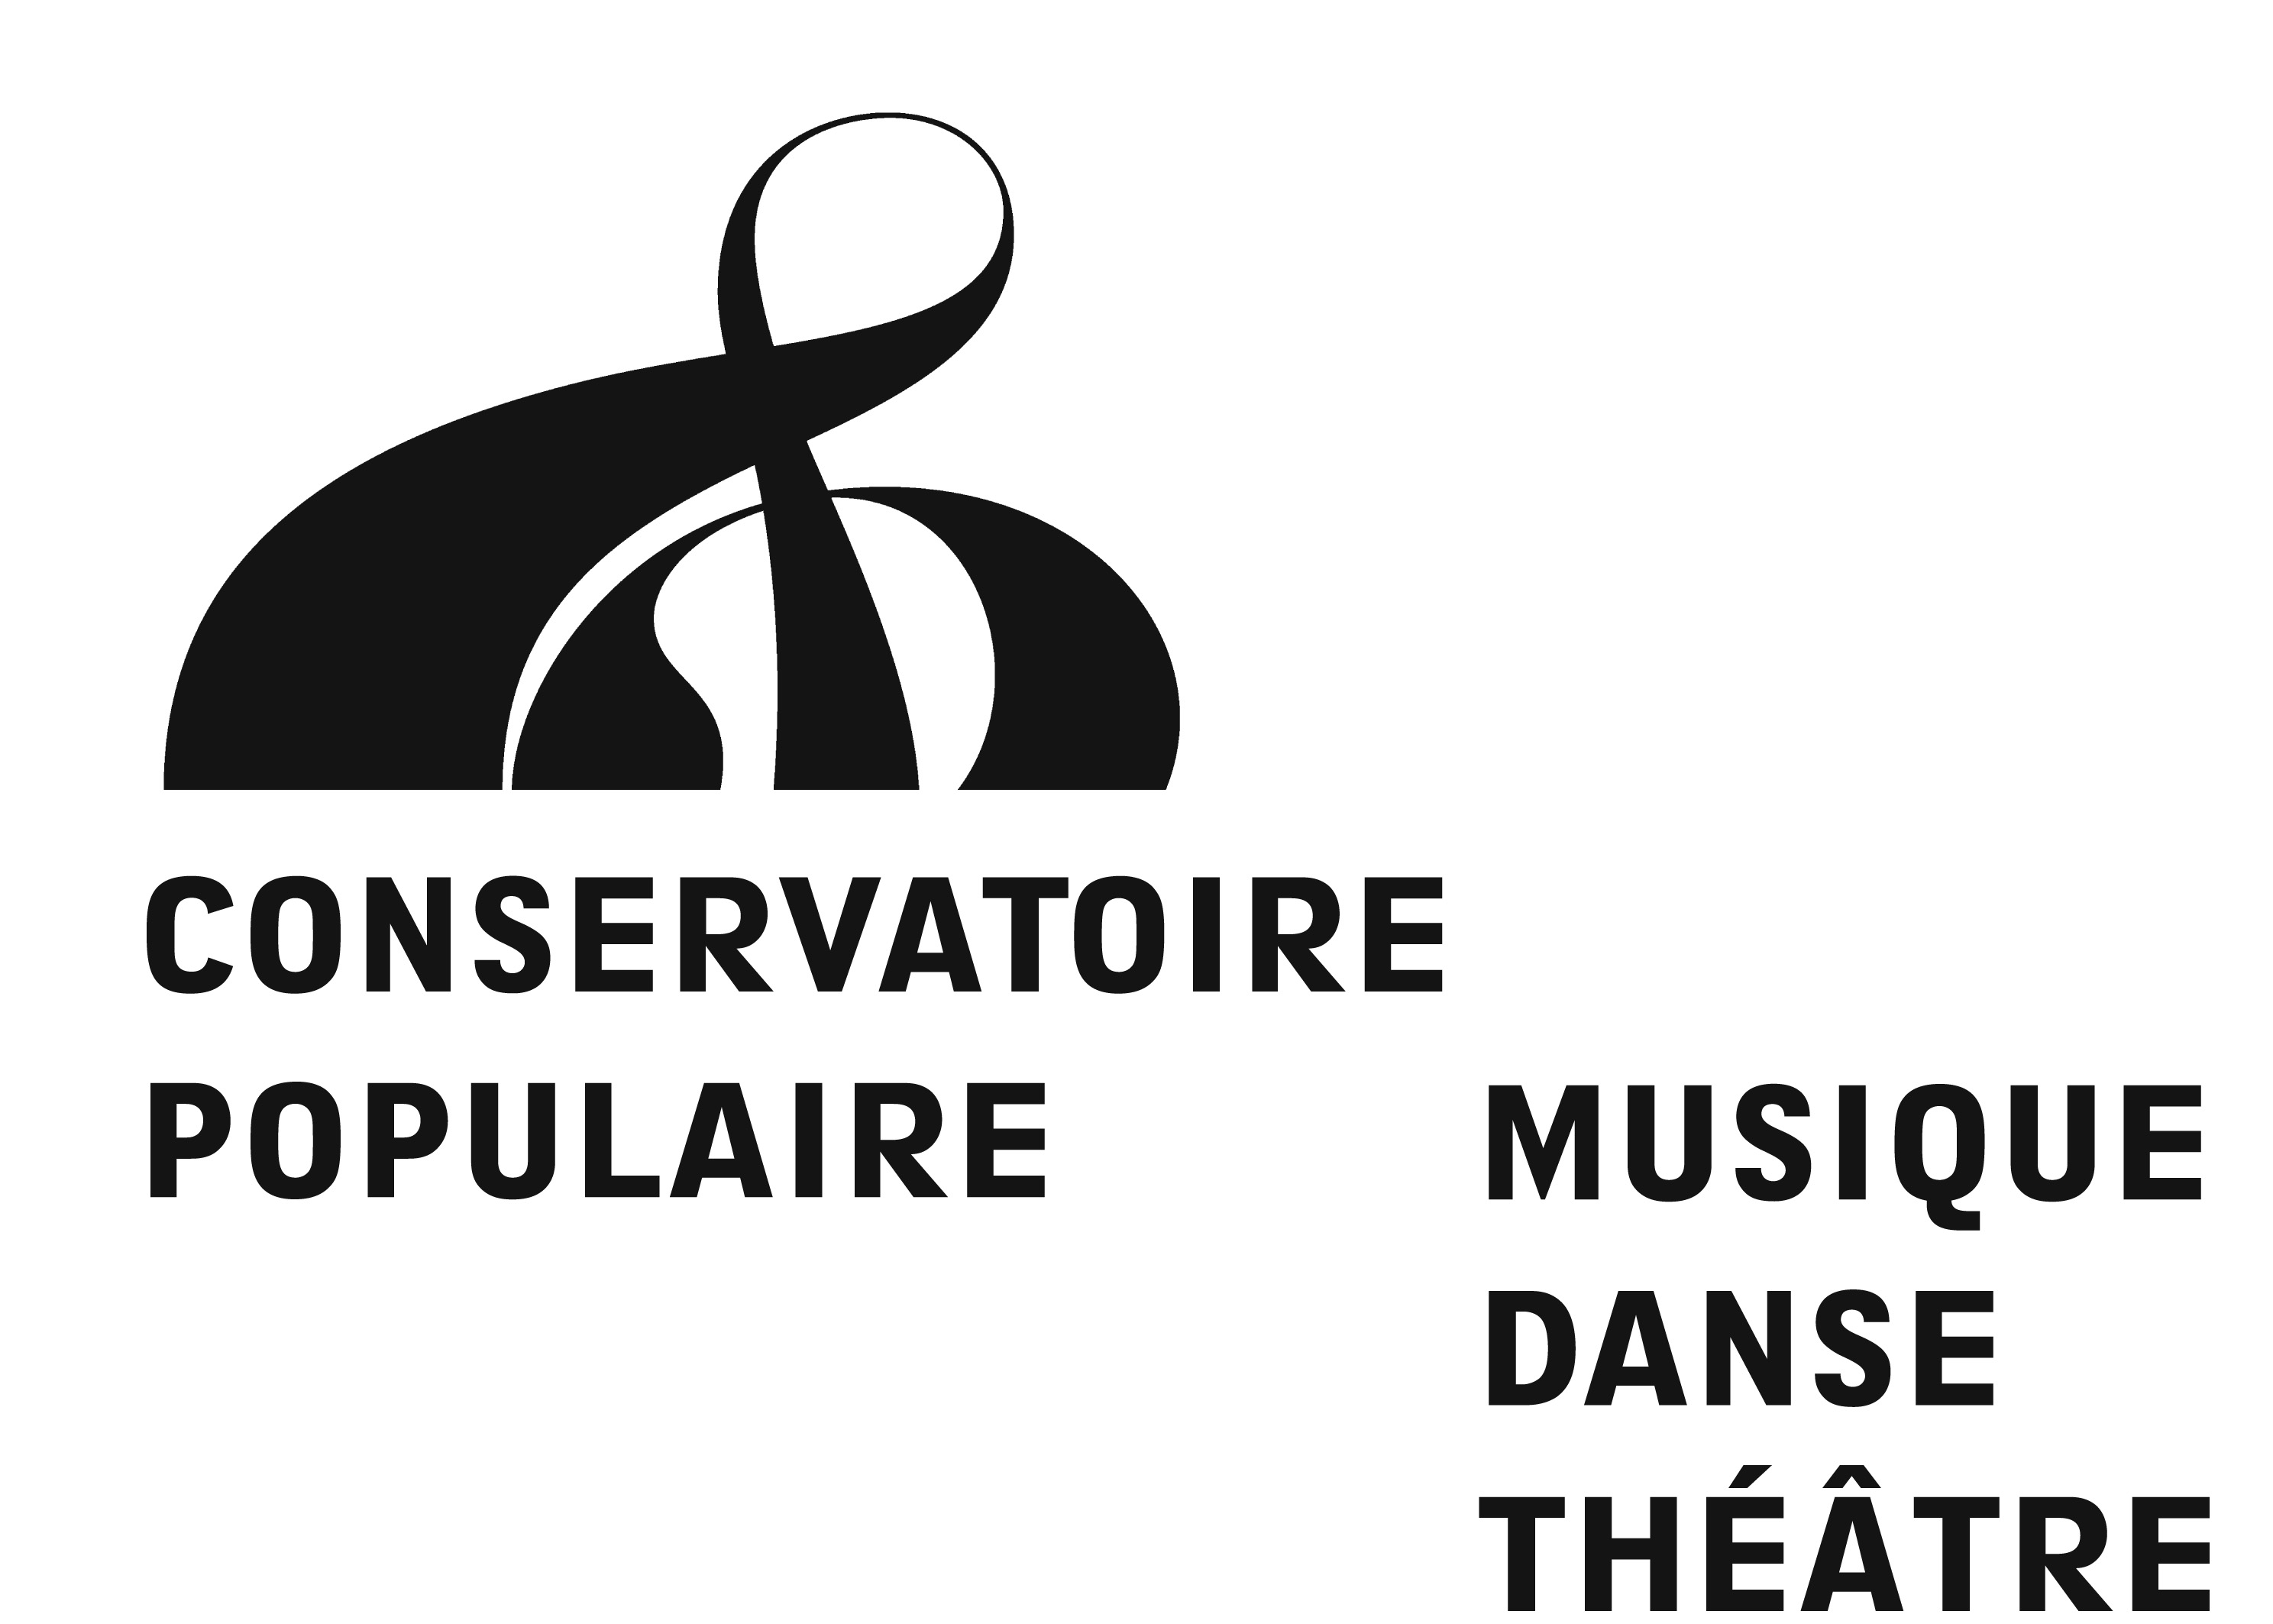 CONSERVATOIRE
POPULAIRE
MUSIQUE
DANSE
THÉÂTRE